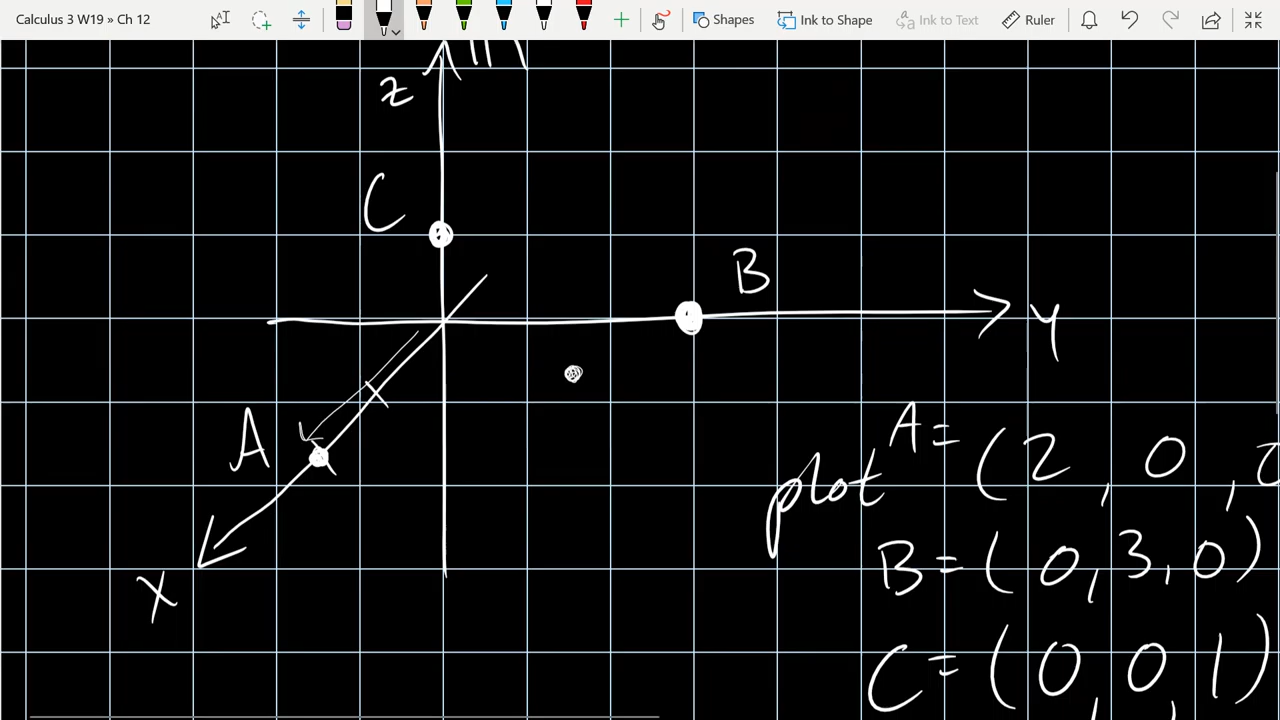 Calculus 3 W19 » Ch 12
Shapes
Ink to Shape
Ink to Text
Ruler
z
C
B
y
A
x
plot A= (2, 0,
B= (0, 3, 0)
C= (0, 0, 1)